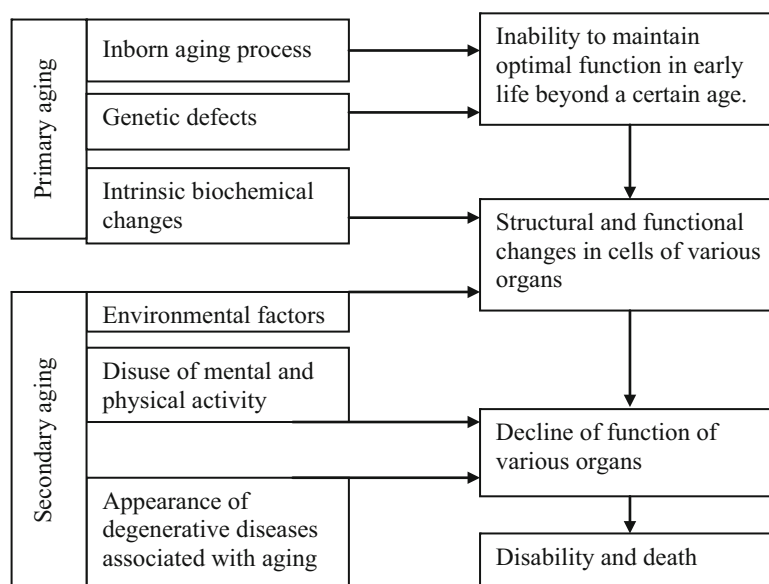 Primary aging
Inborn aging process
Genetic defects
Intrinsic biochemical
changes
Inability to maintain
optimal function in early
life beyond a certain age.
Structural and functional
changes in cells of various
organs
Secondary aging
Environmental factors
Disuse of mental and
physical activity
Appearance of
degenerative diseases
associated with aging
Decline of function of
various organs
Disability and death